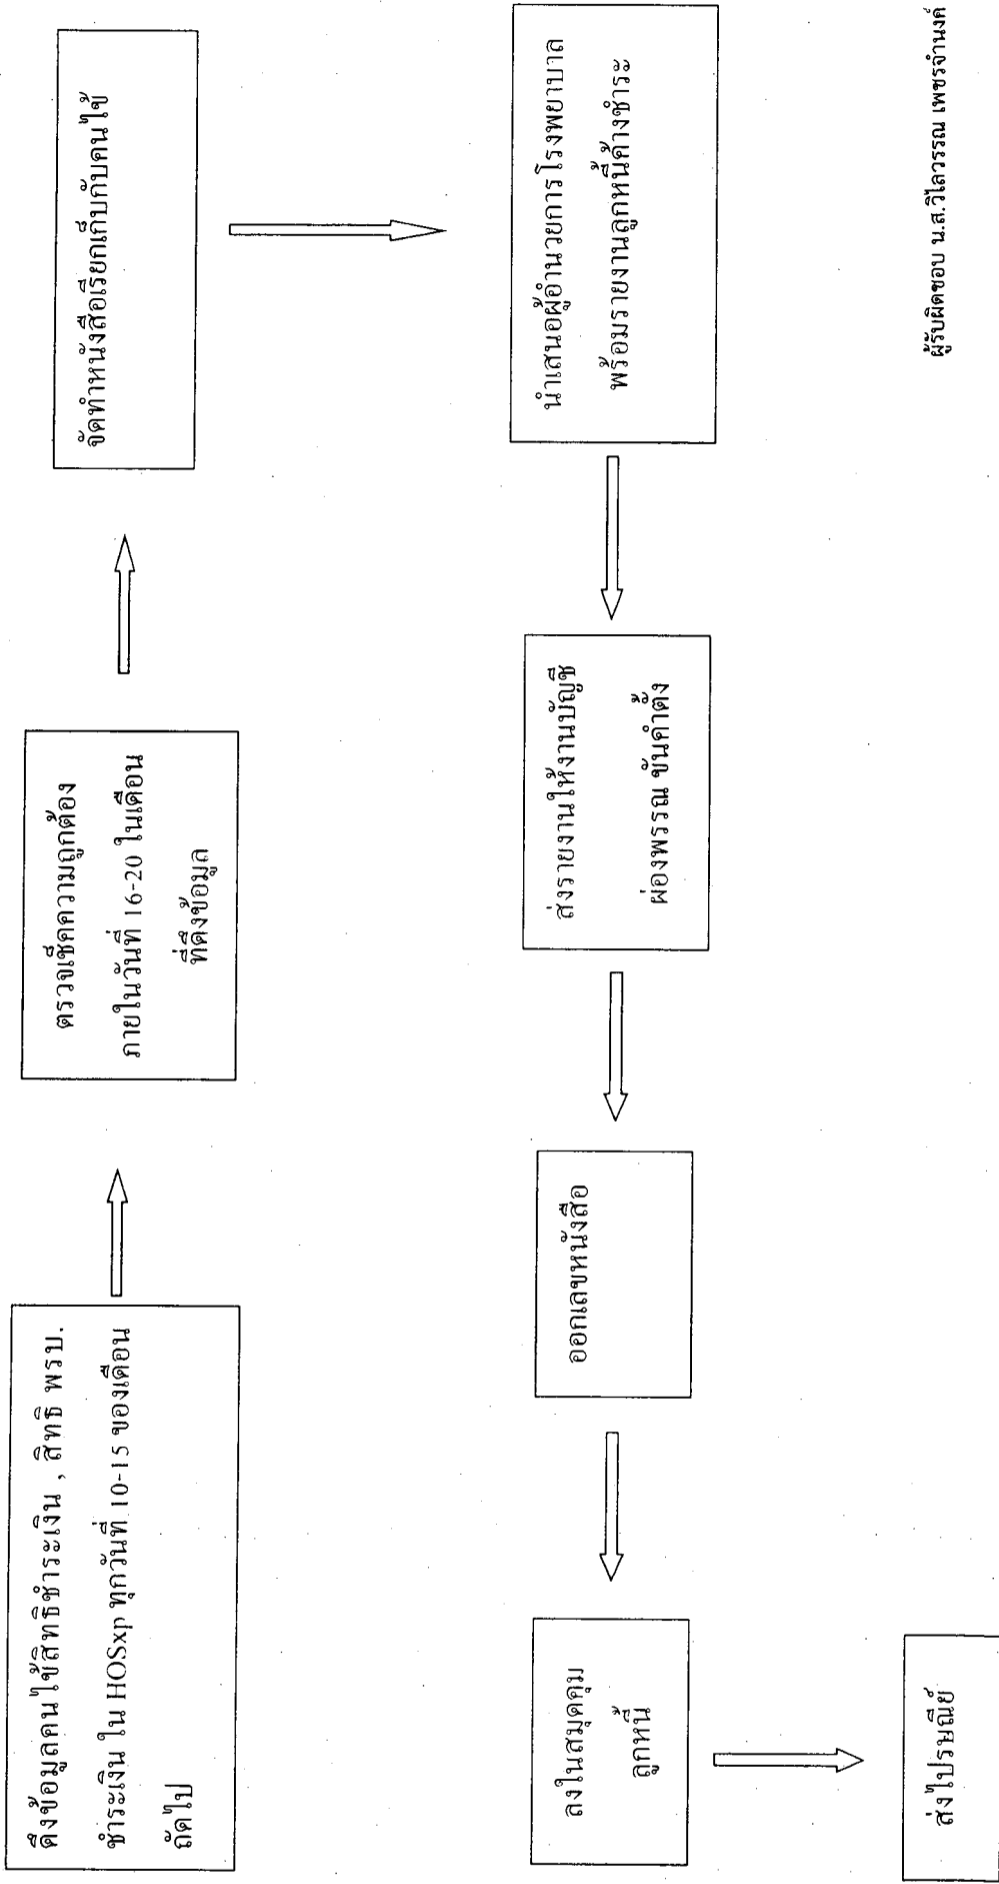 ดึงข้อมูลคนไข้สิทธิชำระเงิน , สิทธิ พรบ.
ชำระเงิน ใน HOSxp ทุกวันที่ 10-15 ของเดือน
ถัดไป
ตรวจเช็คความถูกต้อง
ภายในวันที่ 16-20 ในเดือน
ที่ดึงข้อมูล
จัดทำหนังสือเรียกเก็บกับคนไข้
นำเสนอผู้อำนวยการโรงพยาบาล
พร้อมรายงานลูกหนี้ค้างชำระ
ส่งรายงานให้งานบัญชี
ผ่องพรรณ ขันคำตั้ง
ออกเลขหนังสือ
ลงในสมุดคุม
ลูกหนี้
ส่งไปรษณีย์
ผู้รับผิดชอบ น.ส.วิไลวรรณ เพชรจำนงค์